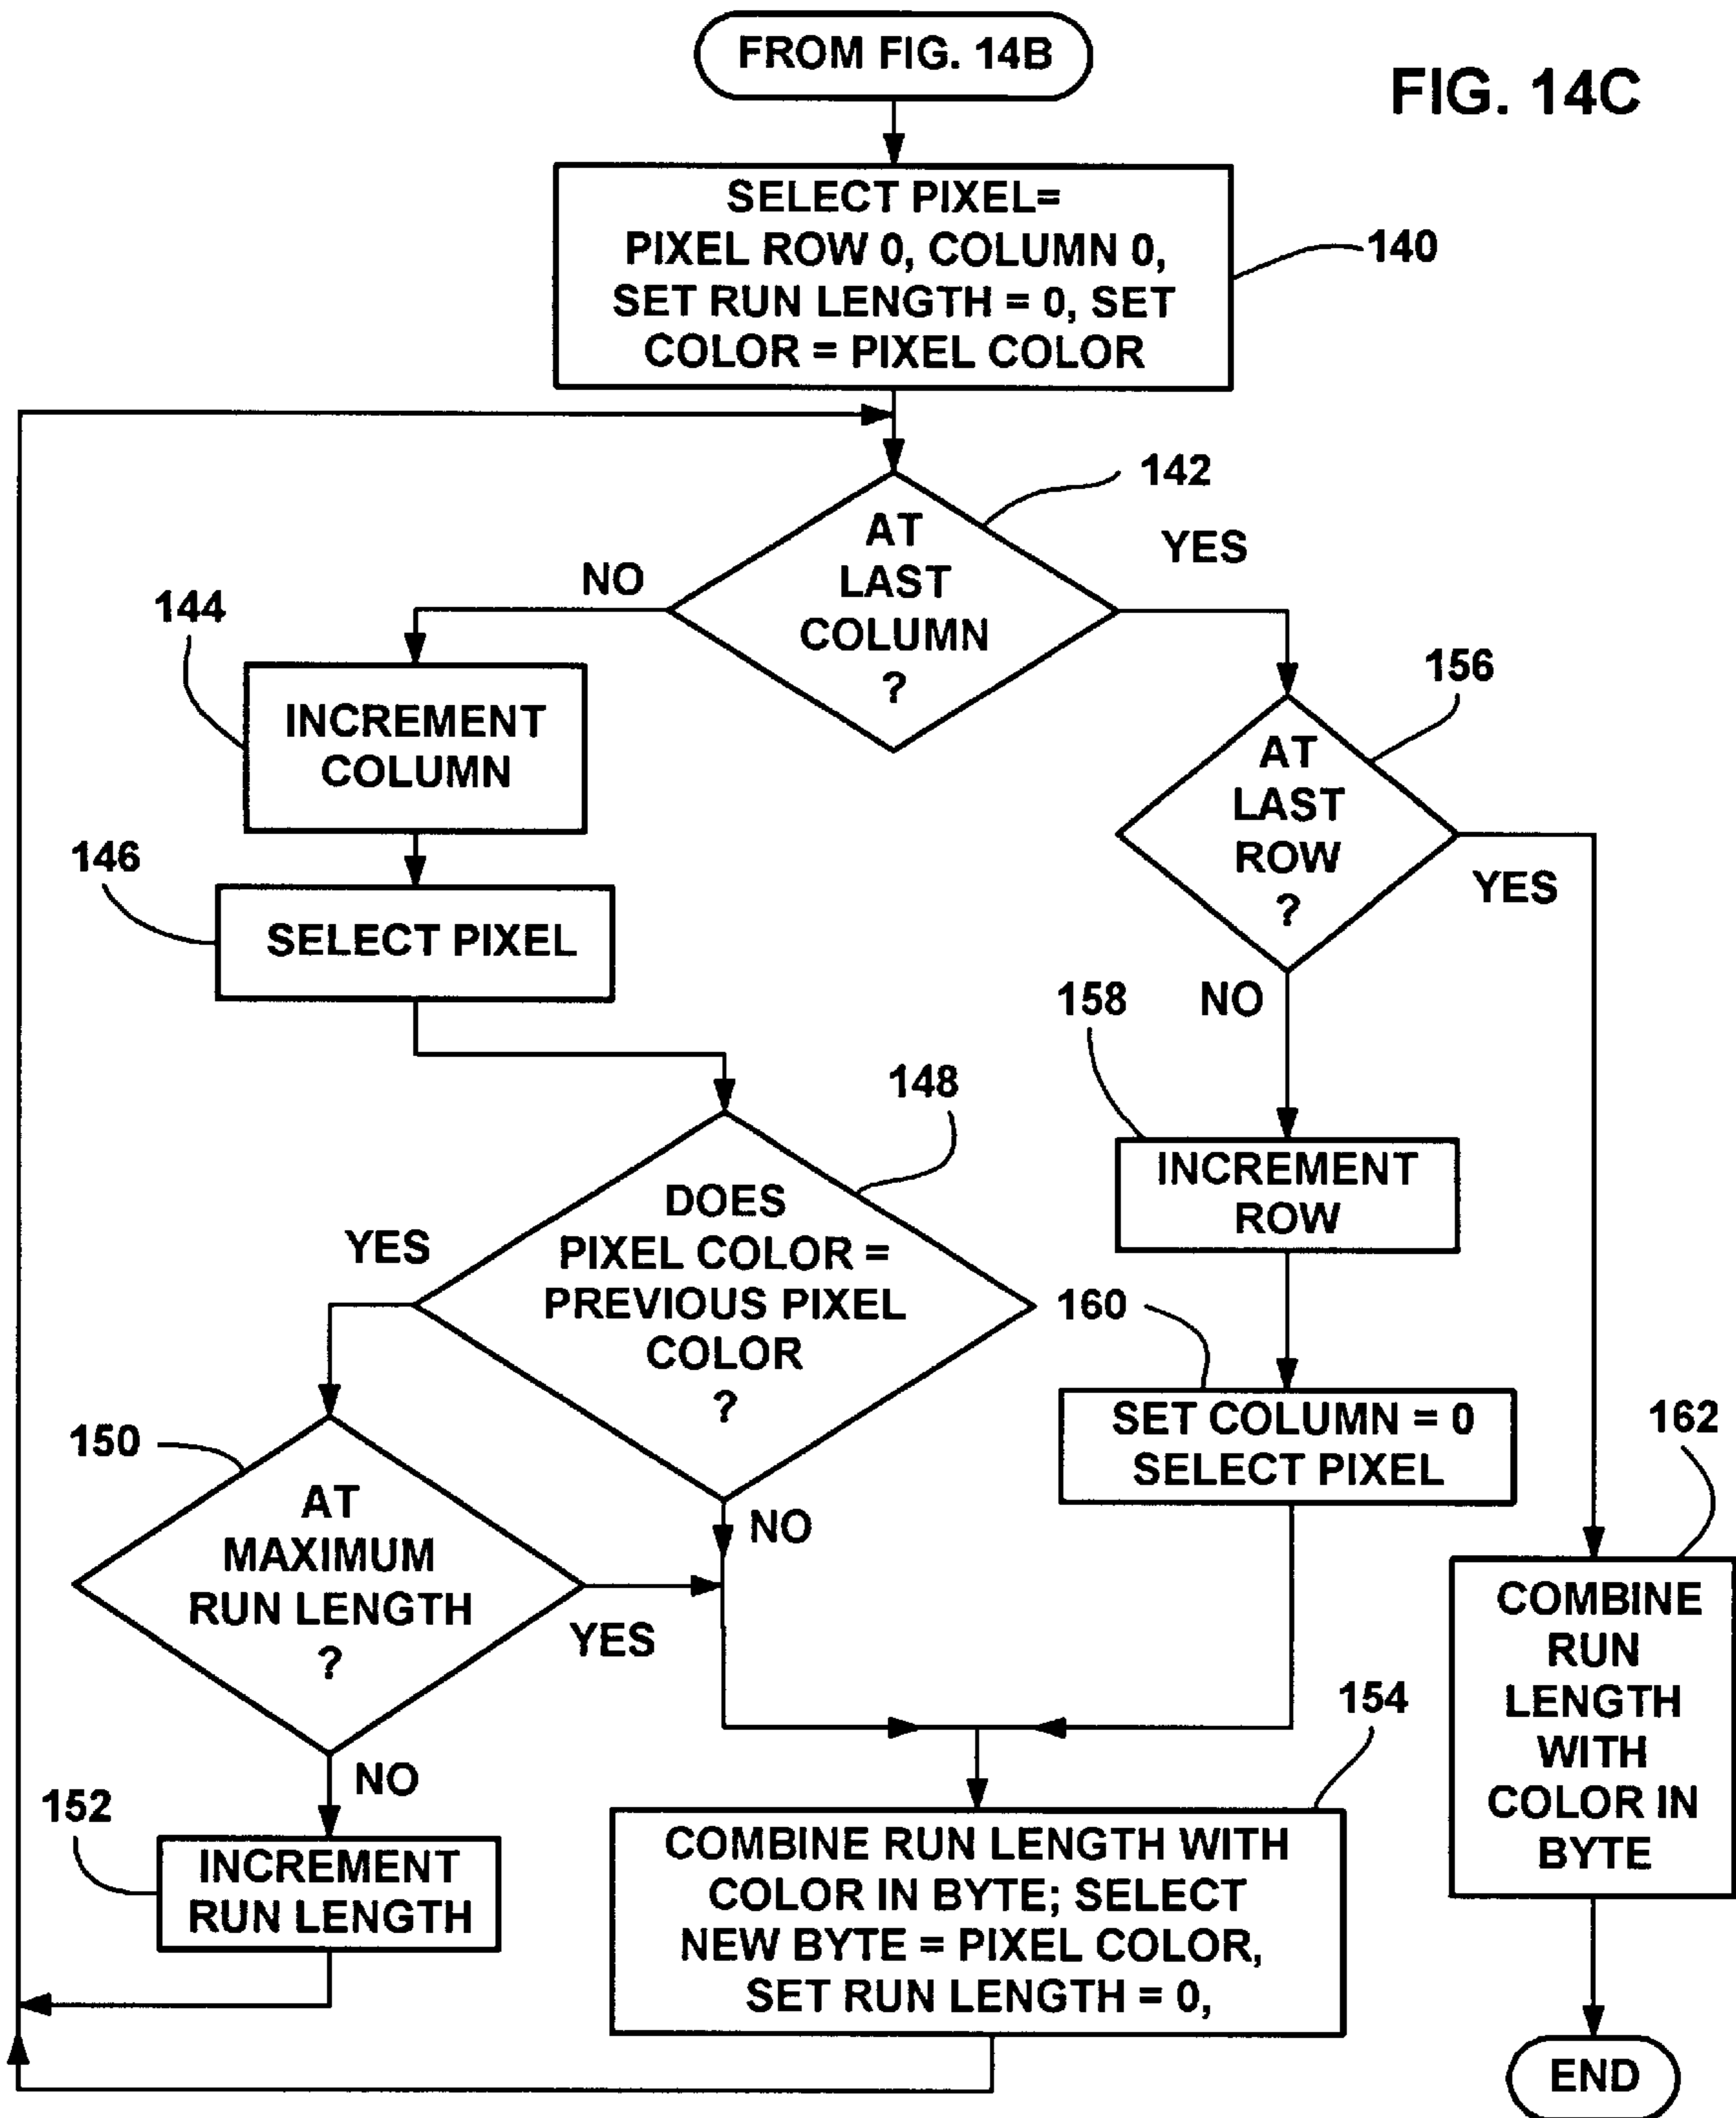 FROM FIG. 14B
FIG. 14C
SELECT PIXEL=
PIXEL ROW 0, COLUMN 0,
SET RUN LENGTH = 0, SET
COLOR = PIXEL COLOR
140
142
AT
LAST
COLUMN
?
NO
YES
144
INCREMENT
COLUMN
156
AT
LAST
ROW
?
YES
NO
146
SELECT PIXEL
158
INCREMENT
ROW
148
DOES
PIXEL COLOR =
PREVIOUS PIXEL
COLOR
?
YES
NO
160
SET COLUMN = 0
SELECT PIXEL
162
COMBINE
RUN
LENGTH
WITH
COLOR IN
BYTE
150
AT
MAXIMUM
RUN LENGTH
?
YES
NO
152
INCREMENT
RUN LENGTH
154
COMBINE RUN LENGTH WITH
COLOR IN BYTE; SELECT
NEW BYTE = PIXEL COLOR,
SET RUN LENGTH = 0,
END